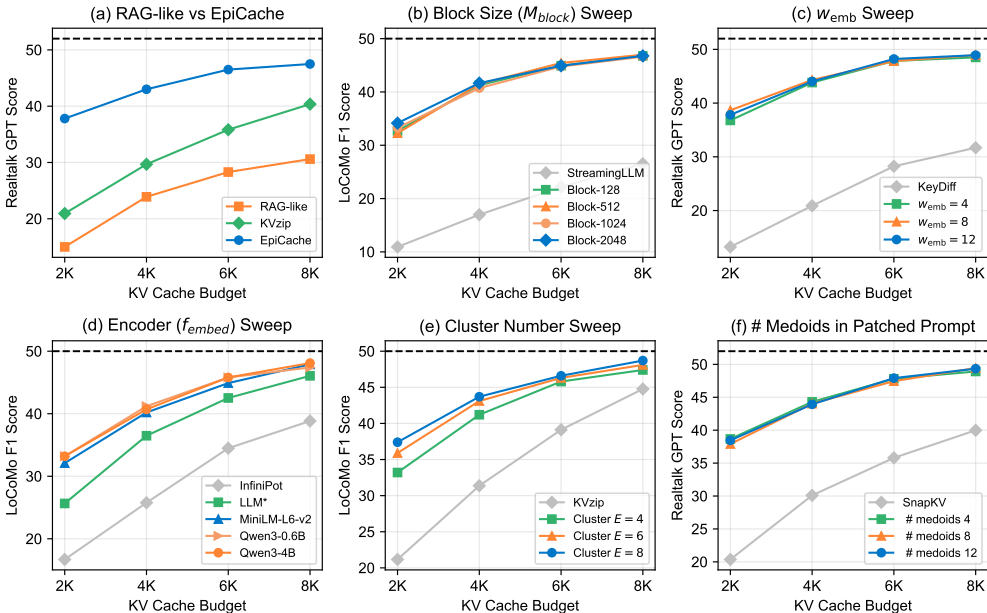 (a) RAG-like vs EpiCache
Realtalk GPT Score
50
40
30
20
RAG-like
KVzip
EpiCache
2K 4K 6K 8K
KV Cache Budget
(b) Block Size (M_block) Sweep
LoCoMo F1 Score
50
40
30
20
10
StreamingLLM
Block-128
Block-512
Block-1024
Block-2048
2K 4K 6K 8K
KV Cache Budget
(c) w_emb Sweep
Realtalk GPT Score
50
40
30
20
KeyDiff
w_emb = 4
w_emb = 8
w_emb = 12
2K 4K 6K 8K
KV Cache Budget
(d) Encoder (f_embed) Sweep
LoCoMo F1 Score
50
40
30
20
InfiniPot
LLM*
MiniLM-L6-v2
Qwen3-0.6B
Qwen3-4B
2K 4K 6K 8K
KV Cache Budget
(e) Cluster Number Sweep
LoCoMo F1 Score
50
45
40
35
30
25
20
KVzip
Cluster E = 4
Cluster E = 6
Cluster E = 8
2K 4K 6K 8K
KV Cache Budget
(f) # Medoids in Patched Prompt
Realtalk GPT Score
50
45
40
35
30
25
20
SnapKV
# medoids 4
# medoids 8
# medoids 12
2K 4K 6K 8K
KV Cache Budget